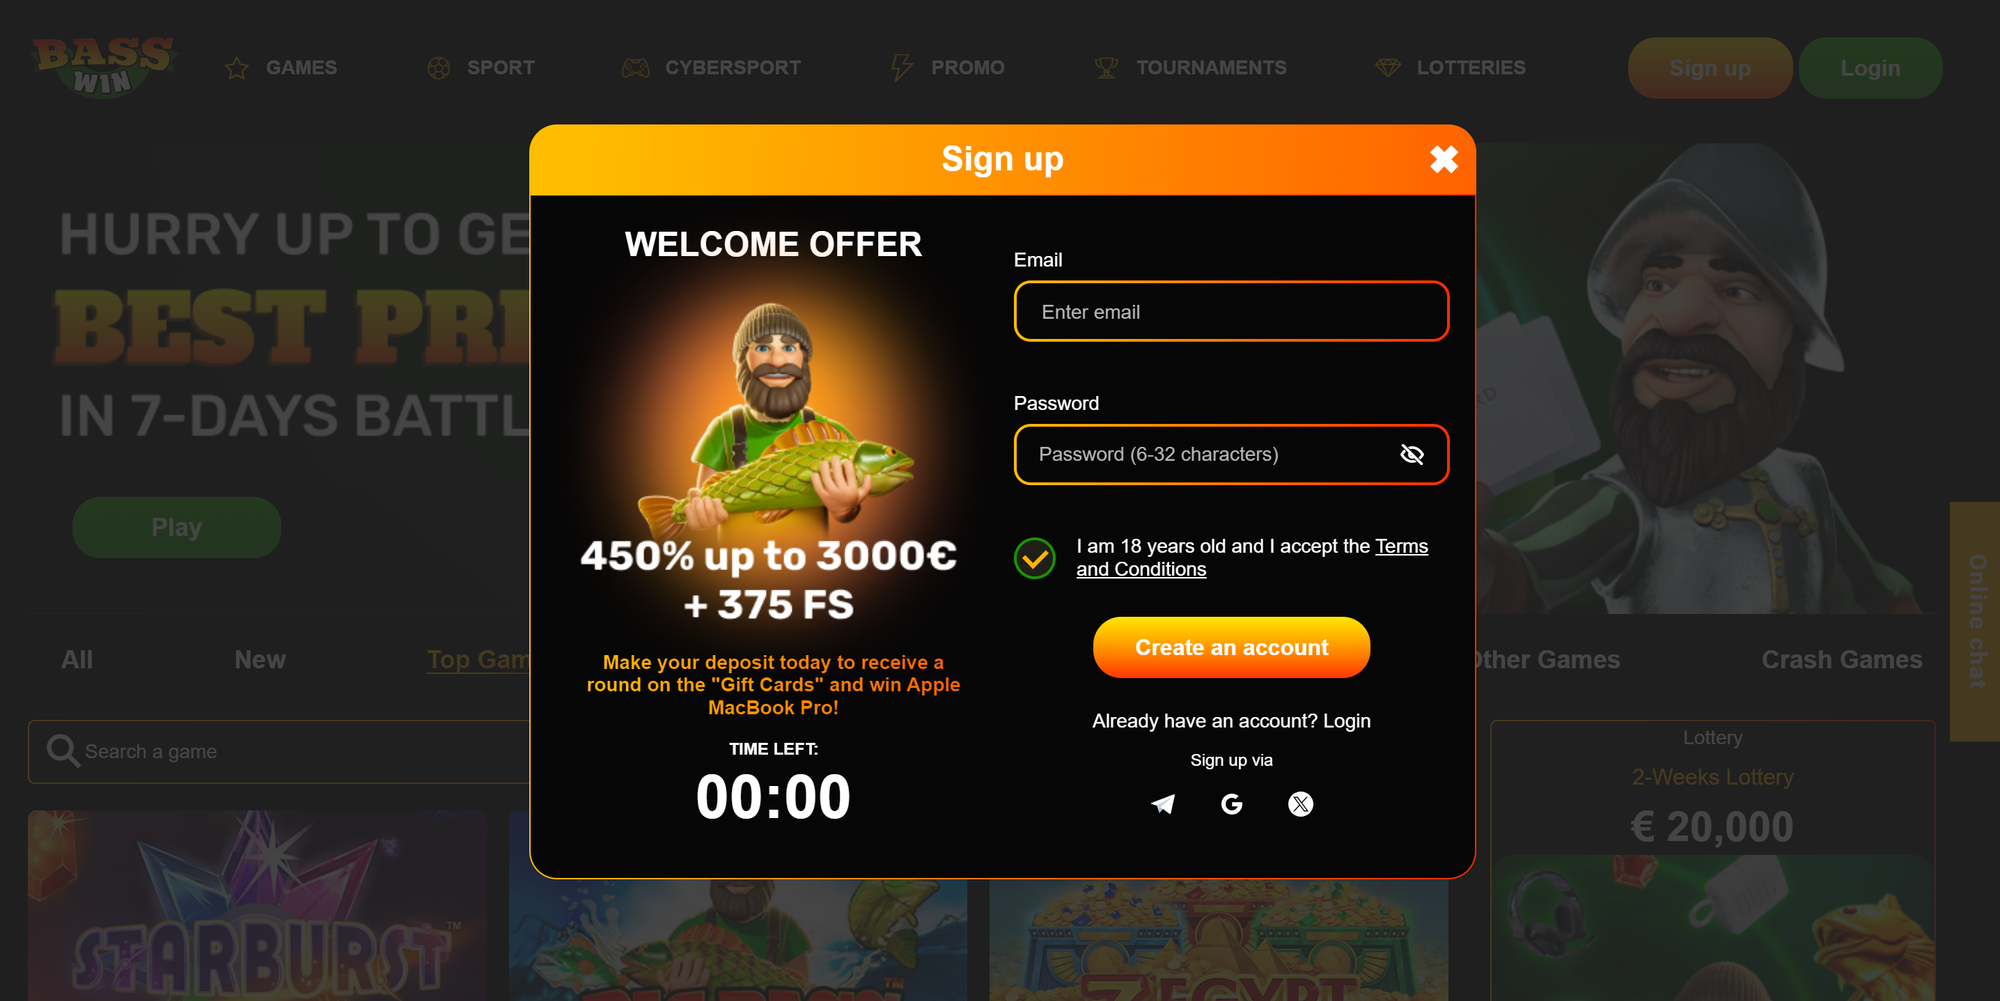 BASS
WIN
GAMES
SPORT
CYBERSPORT
PROMO
TOURNAMENTS
LOTTERIES
Sign up
Login
Sign up
HURRY UP TO GE
BEST PRI
IN 7-DAYS BATTL
Play
WELCOME OFFER
450% up to 3000€
+ 375 FS
Make your deposit today to receive a
round on the "Gift Cards" and win Apple
MacBook Pro!
TIME LEFT:
00:00
Email
Enter email
Password
Password (6-32 characters)
I am 18 years old and I accept the Terms
and Conditions
Create an account
Already have an account? Login
Sign up via
Online chat
All
New
Top Gam
Other Games
Crash Games
Search a game
Lottery
2-Weeks Lottery
€ 20,000
STARBURST™
EGYPT